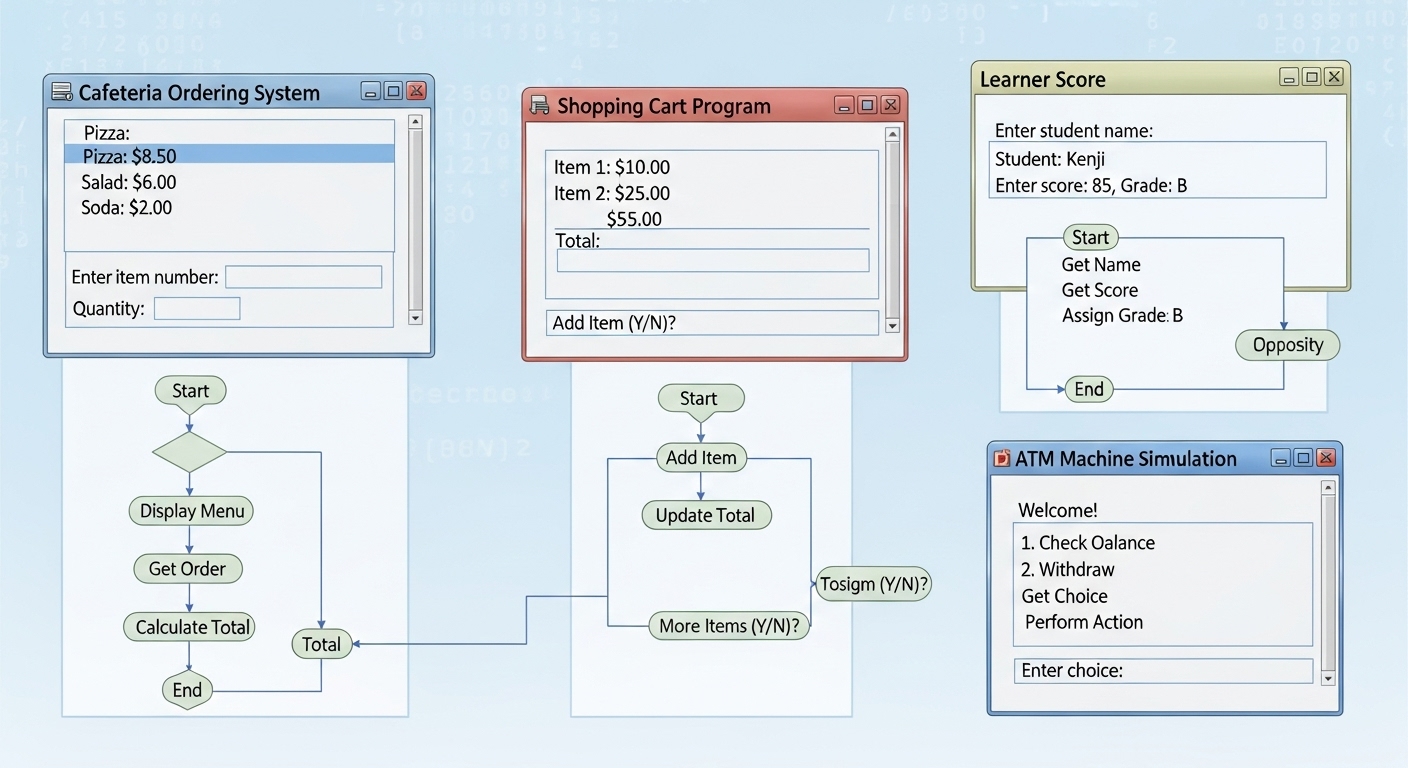 Cafeteria Ordering System
Pizza:
Pizza: $8.50
Salad: $6.00
Soda: $2.00
Enter item number:
Quantity:
Start
Display Menu
Get Order
Calculate Total
Total
End
Shopping Cart Program
Item 1: $10.00
Item 2: $25.00
$55.00
Total:
Add Item (Y/N)?
Start
Add Item
Update Total
Tosigm (Y/N)?
More Items (Y/N)?
Learner Score
Enter student name:
Student: Kenji
Enter score: 85, Grade: B
Start
Get Name
Get Score
Assign Grade: B
Opposity
End
ATM Machine Simulation
Welcome!
1. Check Oalance
2. Withdraw
Get Choice
Perform Action
Enter choice: